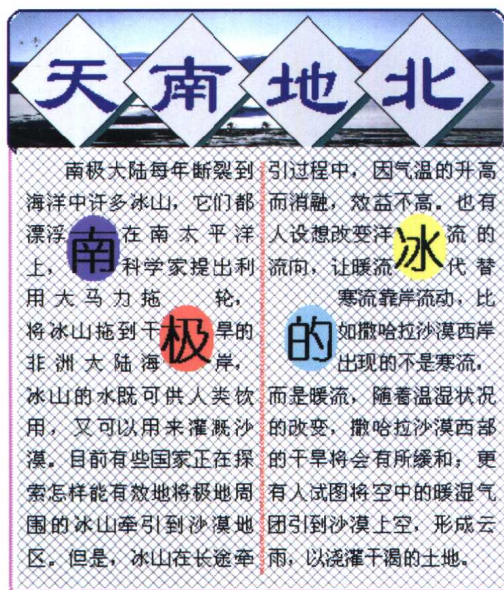 天南地北
南极的冰
南极大陆每年断裂到
海洋中许多冰山，它们都
漂浮在南太平洋
上，科学家提出利
用大马力拖轮，
将冰山拖到干旱的
非洲大陆海岸，
冰山的水既可供人类饮
用，又可以用来灌溉沙
漠。目前有些国家正在探
索怎样能有效地将极地周
围的冰山牵引到沙漠地
区。但是，冰山在长途牵
引过程中，因气温的升高
而消融，效益不高。也有
人设想改变洋流的
流向，让暖流代替
寒流靠岸流动，比
如撒哈拉沙漠西岸
出现的不是寒流，
而是暖流，随着温湿状况
的改变，撒哈拉沙漠西部
的干旱将会有所缓和；更
有人试图将空中的暖湿气
团引到沙漠上空，形成云
雨，以浇灌干渴的土地。